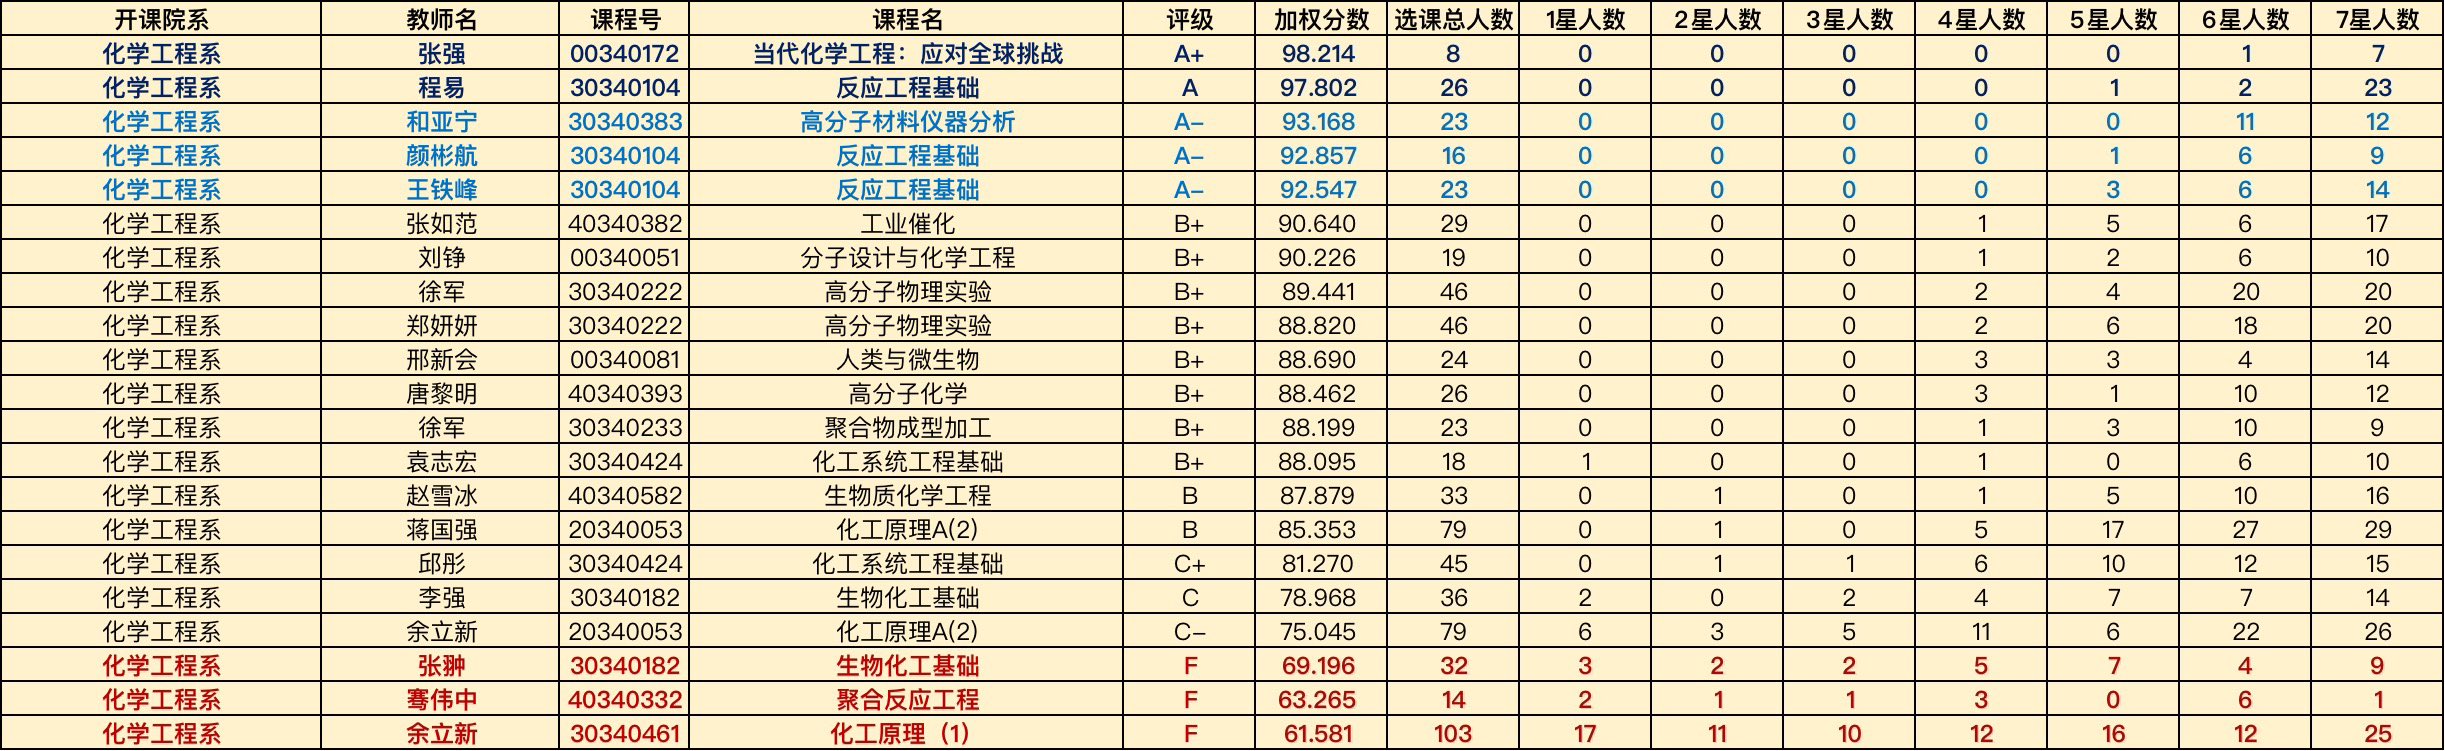 开课院系 教师名 课程号 课程名 评级 加权分数 选课总人数 1星人数 2星人数 3星人数 4星人数 5星人数 6星人数 7星人数
化学工程系 张强 00340172 当代化学工程：应对全球挑战 A+ 98.214 8 0 0 0 0 0 1 7
化学工程系 程易 30340104 反应工程基础 A 97.802 26 0 0 0 0 1 2 23
化学工程系 和亚宁 30340383 高分子材料仪器分析 A- 93.168 23 0 0 0 0 0 11 12
化学工程系 颜彬航 30340104 反应工程基础 A- 92.857 16 0 0 0 0 1 6 9
化学工程系 王铁峰 30340104 反应工程基础 A- 92.547 23 0 0 0 0 3 6 14
化学工程系 张如范 40340382 工业催化 B+ 90.640 29 0 0 0 1 5 6 17
化学工程系 刘铮 00340051 分子设计与化学工程 B+ 90.226 19 0 0 0 1 2 6 10
化学工程系 徐军 30340222 高分子物理实验 B+ 89.441 46 0 0 0 2 4 20 20
化学工程系 郑妍妍 30340222 高分子物理实验 B+ 88.820 46 0 0 0 2 6 18 20
化学工程系 邢新会 00340081 人类与微生物 B+ 88.690 24 0 0 0 3 3 4 14
化学工程系 唐黎明 40340393 高分子化学 B+ 88.462 26 0 0 0 3 1 10 12
化学工程系 徐军 30340233 聚合物成型加工 B+ 88.199 23 0 0 0 1 3 10 9
化学工程系 袁志宏 30340424 化工系统工程基础 B+ 88.095 18 1 0 0 1 0 6 10
化学工程系 赵雪冰 40340582 生物质化学工程 B 87.879 33 0 1 0 1 5 10 16
化学工程系 蒋国强 20340053 化工原理A(2) B 85.353 79 0 1 0 5 17 27 29
化学工程系 邱彤 30340424 化工系统工程基础 C+ 81.270 45 0 1 1 6 10 12 15
化学工程系 李强 30340182 生物化工基础 C 78.968 36 2 0 2 4 7 7 14
化学工程系 余立新 20340053 化工原理A(2) C- 75.045 79 6 3 5 11 6 22 26
化学工程系 张翀 30340182 生物化工基础 F 69.196 32 3 2 2 5 7 4 9
化学工程系 骞伟中 40340332 聚合反应工程 F 63.265 14 2 1 1 3 0 6 1
化学工程系 余立新 30340461 化工原理（1） F 61.581 103 17 11 10 12 16 12 25